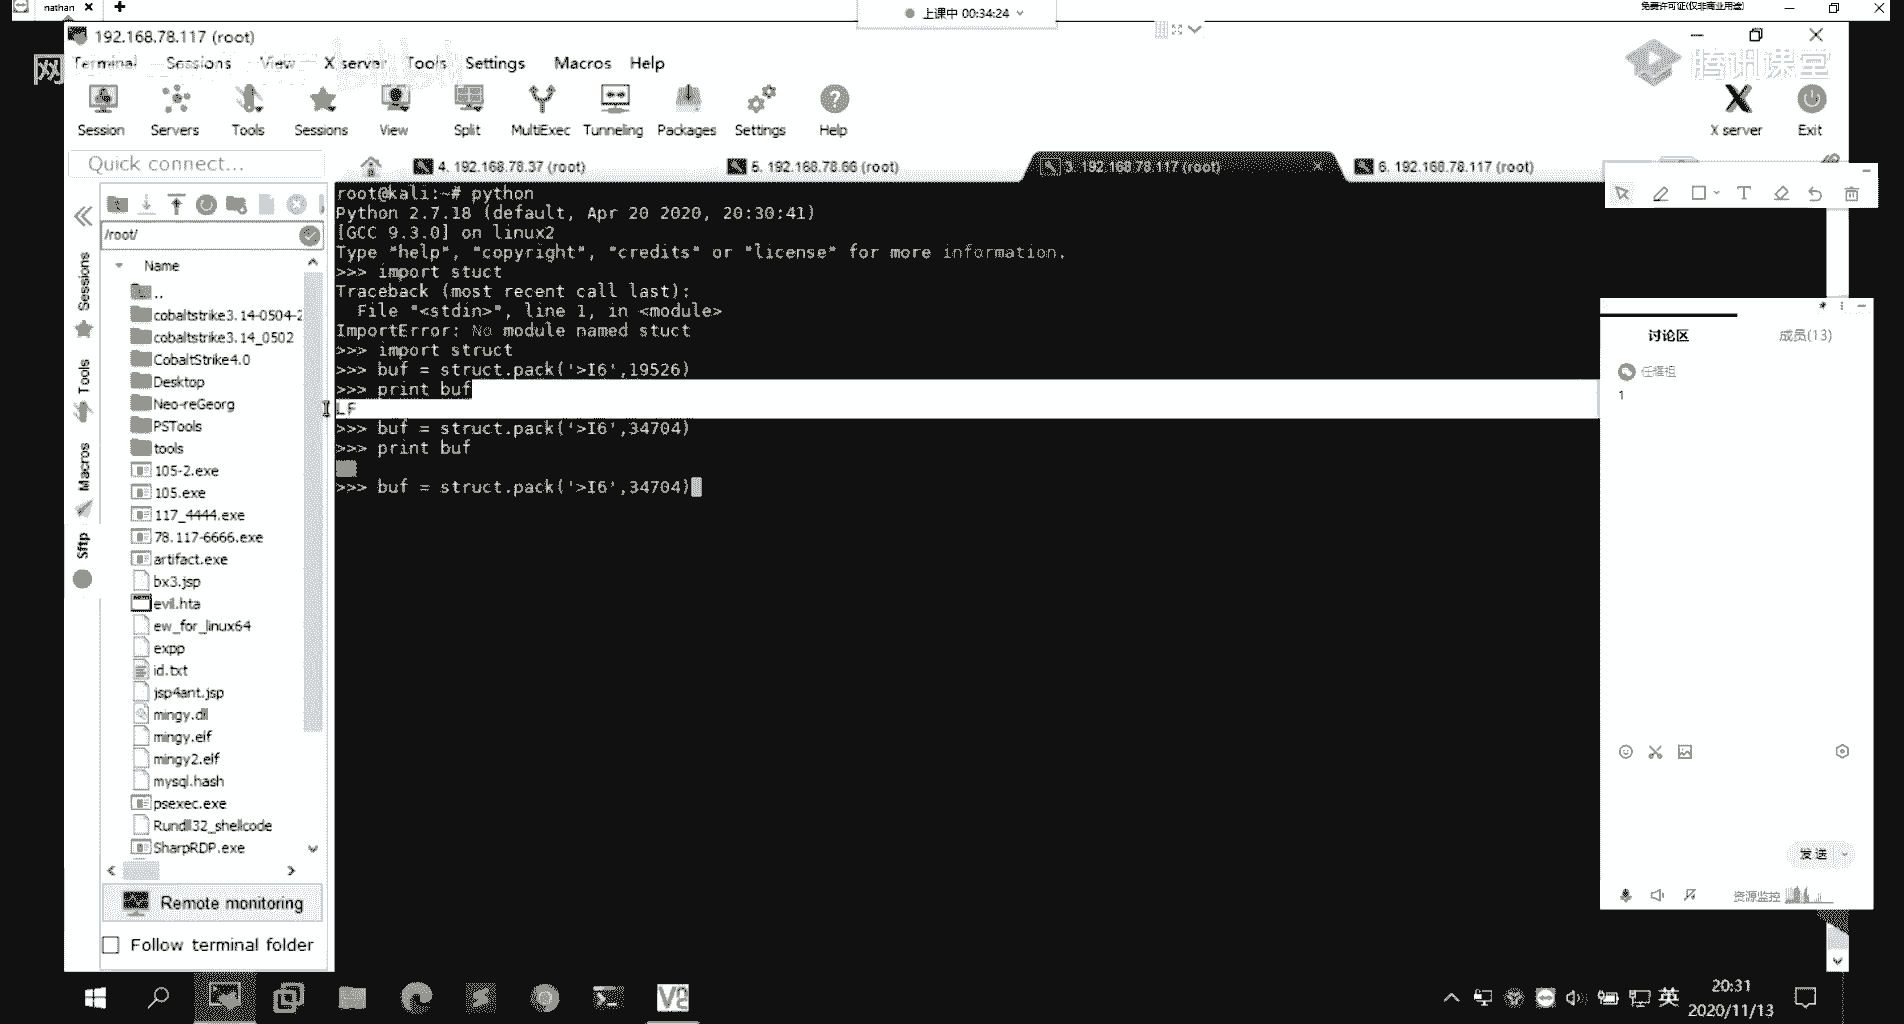 nathan
上课中 00:34:24
免费许可证(仅非商业用途)
192.168.78.117 (root)
网
腾讯课堂
Terminal Sessions View X server Tools Settings Macros Help
Session Servers Tools Sessions View Split MultiExec Tunneling Packages Settings Help
X server Exit
Quick connect...
4. 192.168.78.37 (root)
5. 192.168.78.66 (root)
3. 192.168.78.117 (root)
6. 192.168.78.117 (root)
/root/
Name
..
cobaltstrike3.14-0504-2
cobaltstrike3.14_0502
CobaltStrike4.0
Desktop
Neo-reGeorg
PSTools
tools
105-2.exe
105.exe
117_4444.exe
78.117-6666.exe
artifact.exe
bx3.jsp
evil.hta
ew_for_linux64
expp
id.txt
jsp4ant.jsp
mingy.dll
mingy.elf
mingy2.elf
mysql.hash
psexec.exe
Rundll32_shellcode
SharpRDP.exe
Sessions
Tools
Macros
Sftp
Remote monitoring
Follow terminal folder
root@kali:~# python
Python 2.7.18 (default, Apr 20 2020, 20:30:41)
[GCC 9.3.0] on linux2
Type "help", "copyright", "credits" or "license" for more information.
>>> import stuct
Traceback (most recent call last):
  File "<stdin>", line 1, in <module>
ImportError: No module named stuct
>>> import struct
>>> buf = struct.pack('>I6',19526)
>>> print buf
LF
>>> buf = struct.pack('>I6',34704)
>>> print buf
>>> buf = struct.pack('>I6',34704)
讨论区
成员(13)
1
发送
资源监控
英
20:31
2020/11/13